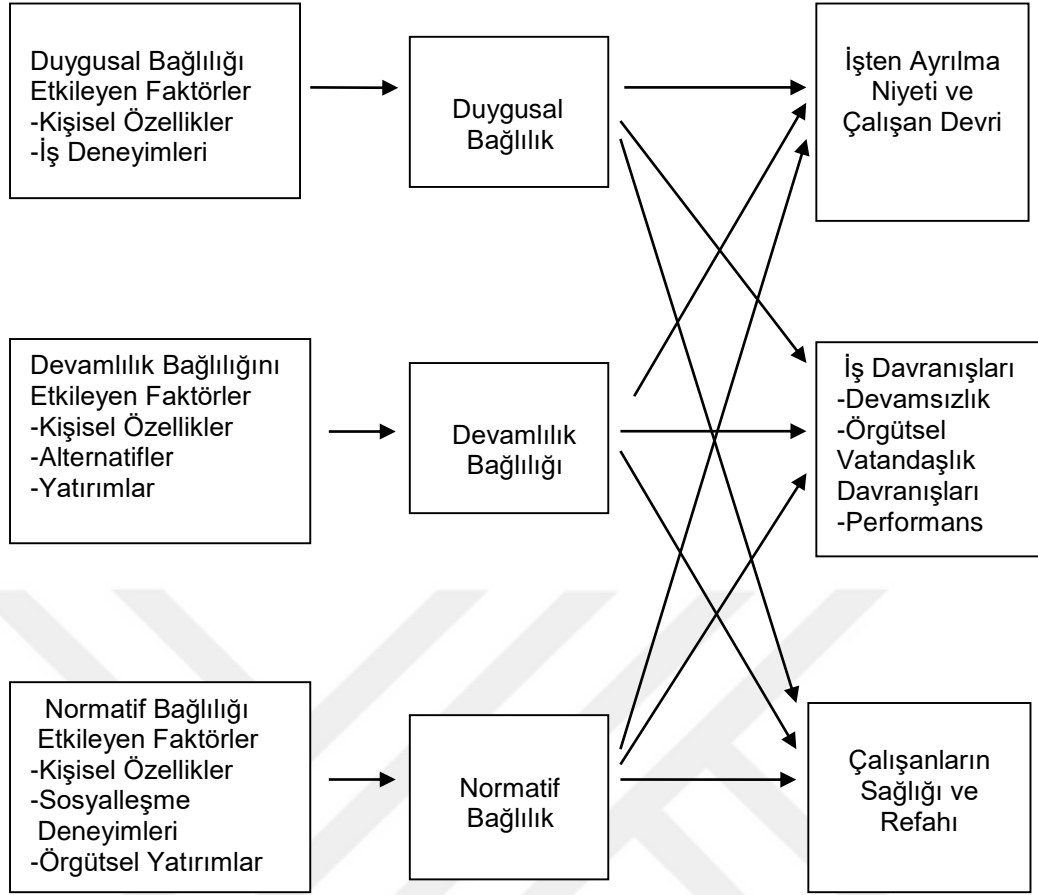 Duygusal Bağlılığı
Etkileyen Faktörler
-Kişisel Özellikler
-İş Deneyimleri
Duygusal
Bağlılık
İşten Ayrılma
Niyeti ve
Çalışan Devri
Devamlılık Bağlılığını
Etkileyen Faktörler
-Kişisel Özellikler
-Alternatifler
-Yatırımlar
Devamlılık
Bağlılığı
İş Davranışları
-Devamsızlık
-Örgütsel
Vatandaşlık
Davranışları
-Performans
Normatif Bağlılığı
Etkileyen Faktörler
-Kişisel Özellikler
-Sosyalleşme
Deneyimleri
-Örgütsel Yatırımlar
Normatif
Bağlılık
Çalışanların
Sağlığı ve
Refahı